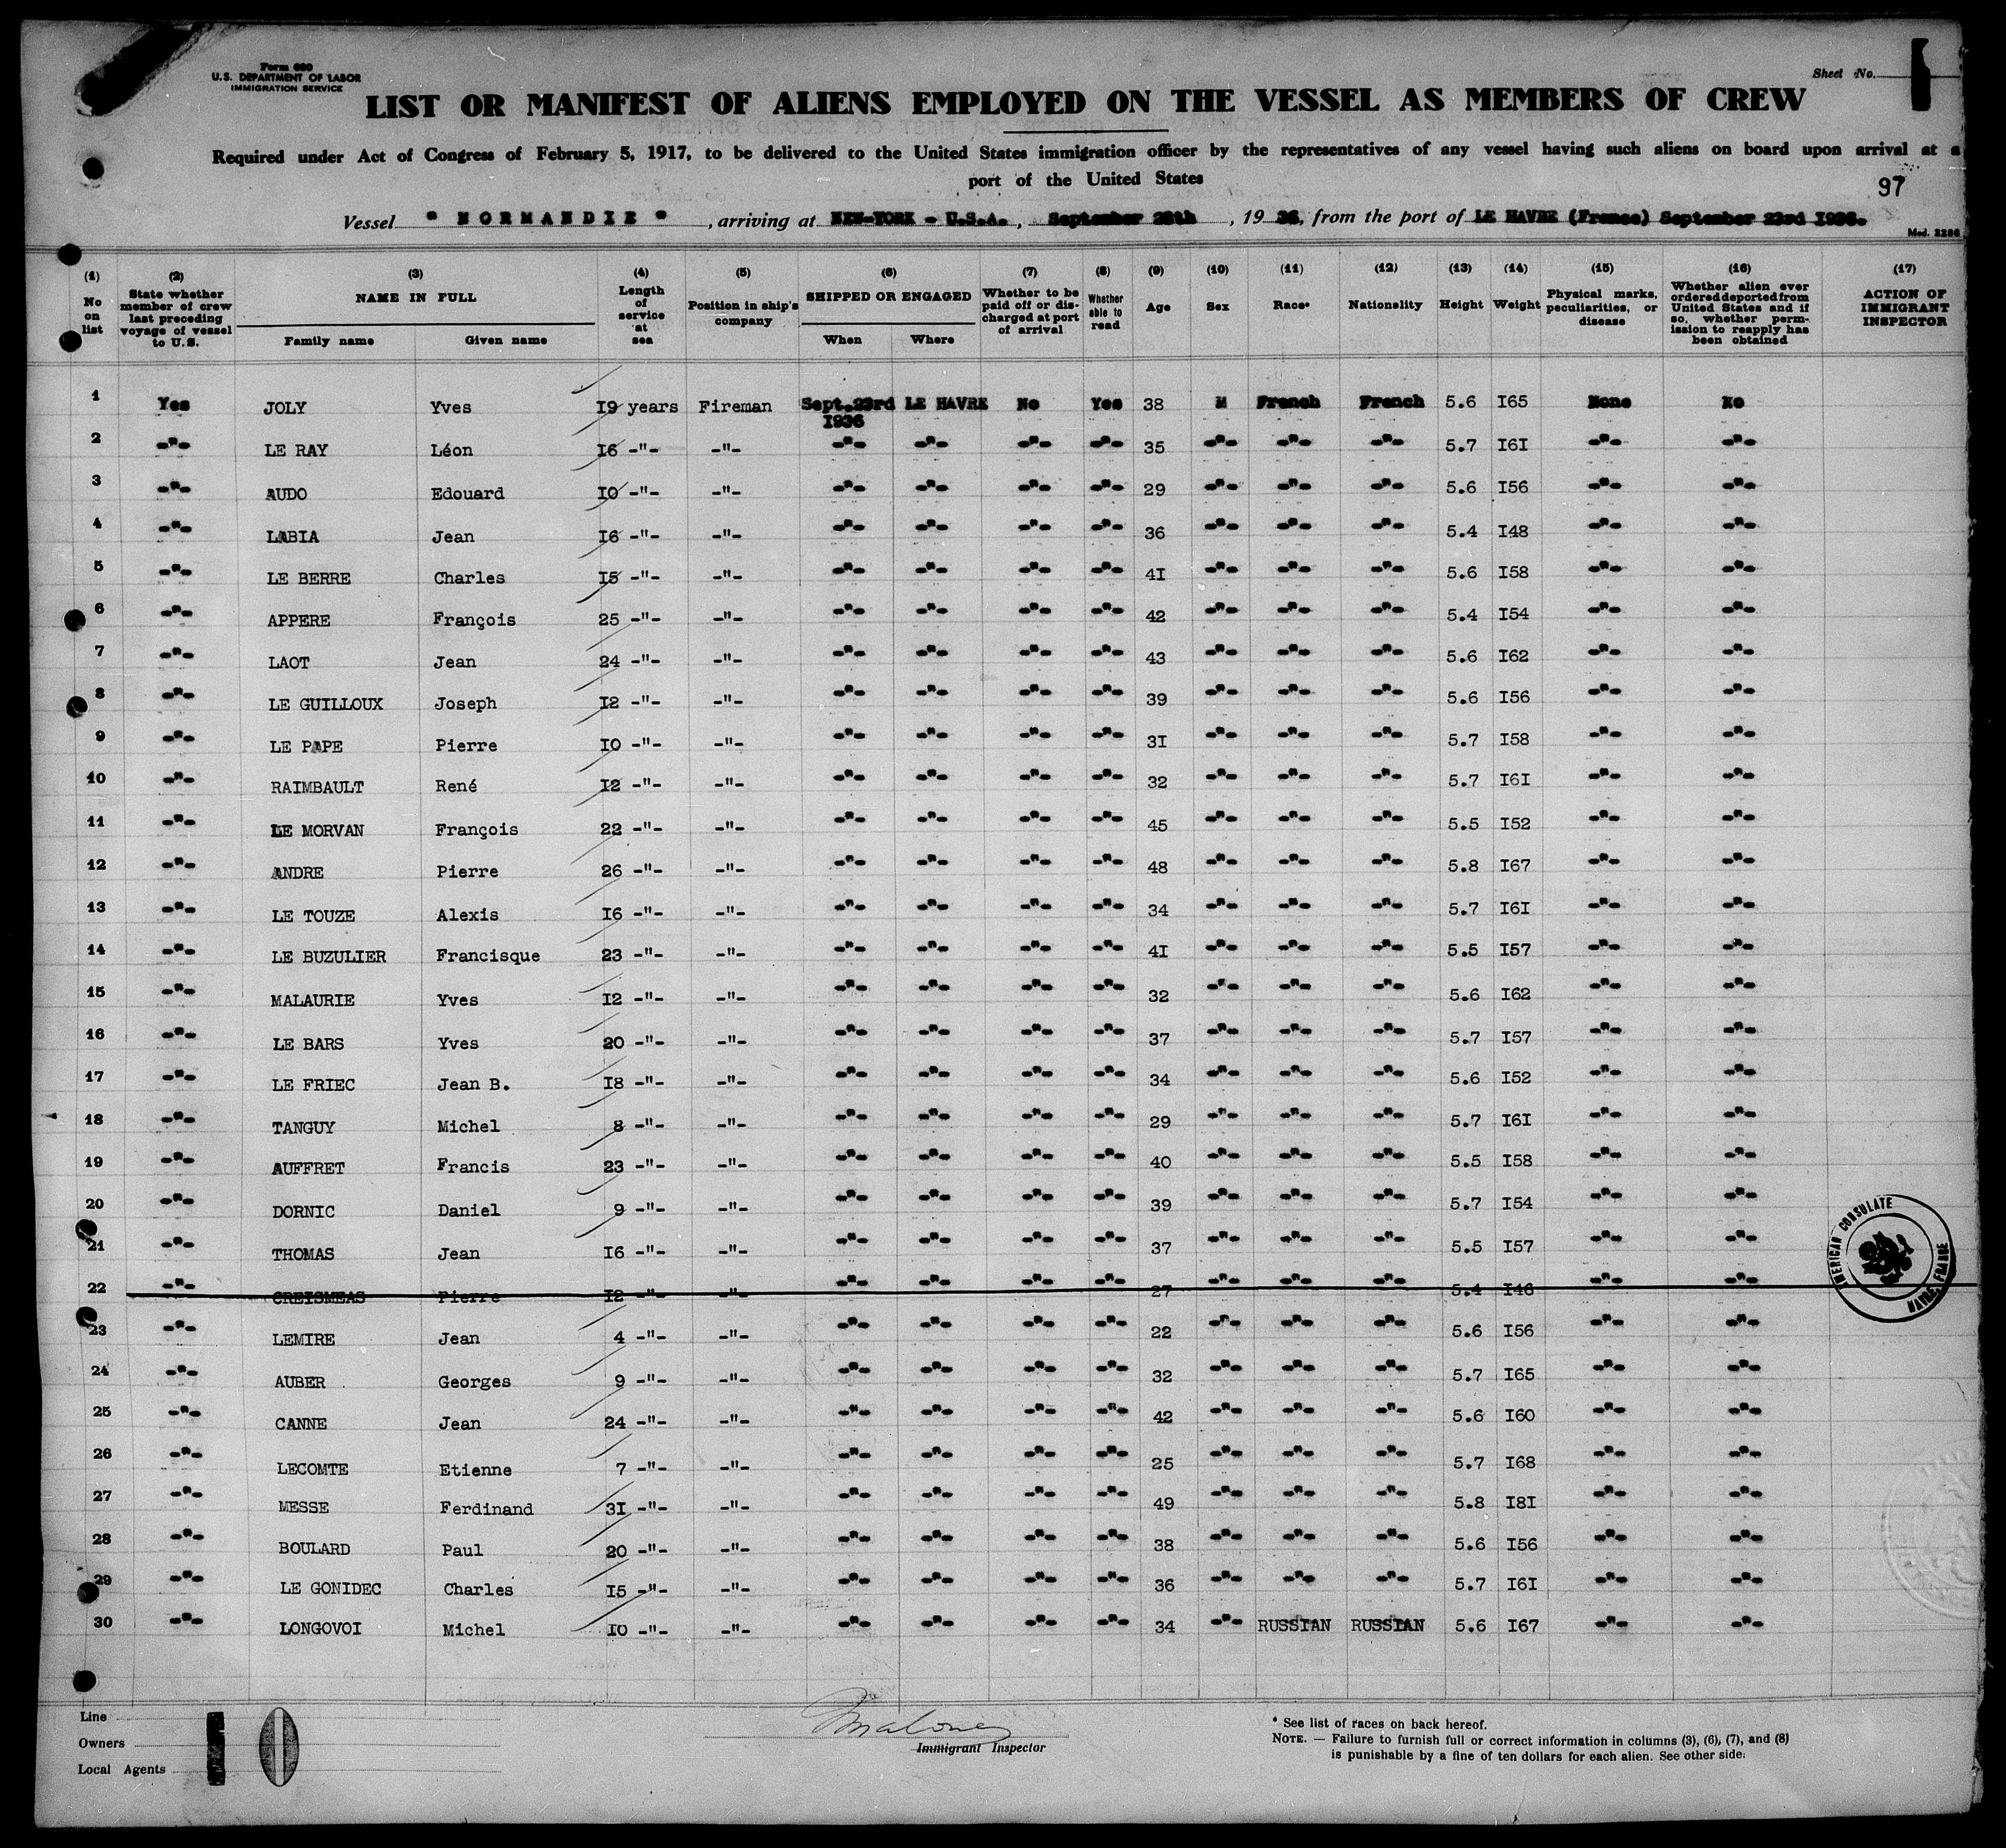 Form 680
U.S. DEPARTMENT OF LABOR
IMMIGRATION SERVICE
Sheet No.
LIST OR MANIFEST OF ALIENS EMPLOYED ON THE VESSEL AS MEMBERS OF CREW
Required under Act of Congress of February 5, 1917, to be delivered to the United States immigration officer by the representatives of any vessel having such aliens on board upon arrival at a
port of the United States
97
Vessel " NORMANDIE ", arriving at NEW-YORK - U.S.A., September 28th, 19 36, from the port of LE HAVRE (France) September 23rd 1936.
Mod. 2286
(1) No on list (2) State whether member of crew last preceding voyage of vessel to U.S. (3) NAME IN FULL Family name Given name (4) Length of service at sea (5) Position in ship's company (6) SHIPPED OR ENGAGED When Where (7) Whether to be paid off or discharged at port of arrival (8) Whether able to read (9) Age (10) Sex (11) Race* (12) Nationality (13) Height (14) Weight (15) Physical marks, peculiarities, or disease (16) Whether alien ever ordered deported from United States and if so, whether permission to reapply has been obtained (17) ACTION OF IMMIGRANT INSPECTOR
1 Yes JOLY Yves I9 years Fireman Sept.23rd I936 LE HAVRE No Yes 38 M French French 5.6 I65 None No
2 -"- LE RAY Léon I6 -"- -"- -"- -"- -"- -"- 35 -"- -"- -"- 5.7 I6I -"- -"-
3 -"- AUDO Edouard IO -"- -"- -"- -"- -"- -"- 29 -"- -"- -"- 5.6 I56 -"- -"-
4 -"- LABIA Jean I6 -"- -"- -"- -"- -"- -"- 36 -"- -"- -"- 5.4 I48 -"- -"-
5 -"- LE BERRE Charles I5 -"- -"- -"- -"- -"- -"- 4I -"- -"- -"- 5.6 I58 -"- -"-
6 -"- APPERE François 25 -"- -"- -"- -"- -"- -"- 42 -"- -"- -"- 5.4 I54 -"- -"-
7 -"- LAOT Jean 24 -"- -"- -"- -"- -"- -"- 43 -"- -"- -"- 5.6 I62 -"- -"-
8 -"- LE GUILLOUX Joseph I2 -"- -"- -"- -"- -"- -"- 39 -"- -"- -"- 5.6 I56 -"- -"-
9 -"- LE PAPE Pierre IO -"- -"- -"- -"- -"- -"- 3I -"- -"- -"- 5.7 I58 -"- -"-
10 -"- RAIMBAULT René I2 -"- -"- -"- -"- -"- -"- 32 -"- -"- -"- 5.7 I6I -"- -"-
11 -"- LE MORVAN François 22 -"- -"- -"- -"- -"- -"- 45 -"- -"- -"- 5.5 I52 -"- -"-
12 -"- ANDRE Pierre 26 -"- -"- -"- -"- -"- -"- 48 -"- -"- -"- 5.8 I67 -"- -"-
13 -"- LE TOUZE Alexis I6 -"- -"- -"- -"- -"- -"- 34 -"- -"- -"- 5.7 I6I -"- -"-
14 -"- LE BUZULIER Francisque 23 -"- -"- -"- -"- -"- -"- 4I -"- -"- -"- 5.5 I57 -"- -"-
15 -"- MALAURIE Yves I2 -"- -"- -"- -"- -"- -"- 32 -"- -"- -"- 5.6 I62 -"- -"-
16 -"- LE BARS Yves 20 -"- -"- -"- -"- -"- -"- 37 -"- -"- -"- 5.7 I57 -"- -"-
17 -"- LE FRIEC Jean B. I8 -"- -"- -"- -"- -"- -"- 34 -"- -"- -"- 5.6 I52 -"- -"-
18 -"- TANGUY Michel 8 -"- -"- -"- -"- -"- -"- 29 -"- -"- -"- 5.7 I6I -"- -"-
19 -"- AUFFRET Francis 23 -"- -"- -"- -"- -"- -"- 40 -"- -"- -"- 5.5 I58 -"- -"-
20 -"- DORNIC Daniel 9 -"- -"- -"- -"- -"- -"- 39 -"- -"- -"- 5.7 I54 -"- -"-
21 -"- THOMAS Jean I6 -"- -"- -"- -"- -"- -"- 37 -"- -"- -"- 5.5 I57 -"- -"-
22 -"- CREISMEAS Pierre I2 -"- -"- -"- -"- -"- -"- 27 -"- -"- -"- 5.4 I46 -"- -"-
23 -"- LEMIRE Jean 4 -"- -"- -"- -"- -"- -"- 22 -"- -"- -"- 5.6 I56 -"- -"-
24 -"- AUBER Georges 9 -"- -"- -"- -"- -"- -"- 32 -"- -"- -"- 5.7 I65 -"- -"-
25 -"- CANNE Jean 24 -"- -"- -"- -"- -"- -"- 42 -"- -"- -"- 5.6 I60 -"- -"-
26 -"- LECOMTE Etienne 7 -"- -"- -"- -"- -"- -"- 25 -"- -"- -"- 5.7 I68 -"- -"-
27 -"- MESSE Ferdinand 3I -"- -"- -"- -"- -"- -"- 49 -"- -"- -"- 5.8 I8I -"- -"-
28 -"- BOULARD Paul 20 -"- -"- -"- -"- -"- -"- 38 -"- -"- -"- 5.6 I56 -"- -"-
29 -"- LE GONIDEC Charles I5 -"- -"- -"- -"- -"- -"- 36 -"- -"- -"- 5.7 I6I -"- -"-
30 -"- LONGOVOI Michel IO -"- -"- -"- -"- -"- -"- 34 -"- RUSSIAN RUSSIAN 5.6 I67 -"- -"-
AMERICAN CONSULATE
HAVRE, FRANCE
Line
Owners
Local Agents
Maloney
Immigrant Inspector
* See list of races on back hereof.
NOTE. — Failure to furnish full or correct information in columns (3), (6), (7), and (8)
is punishable by a fine of ten dollars for each alien. See other side.